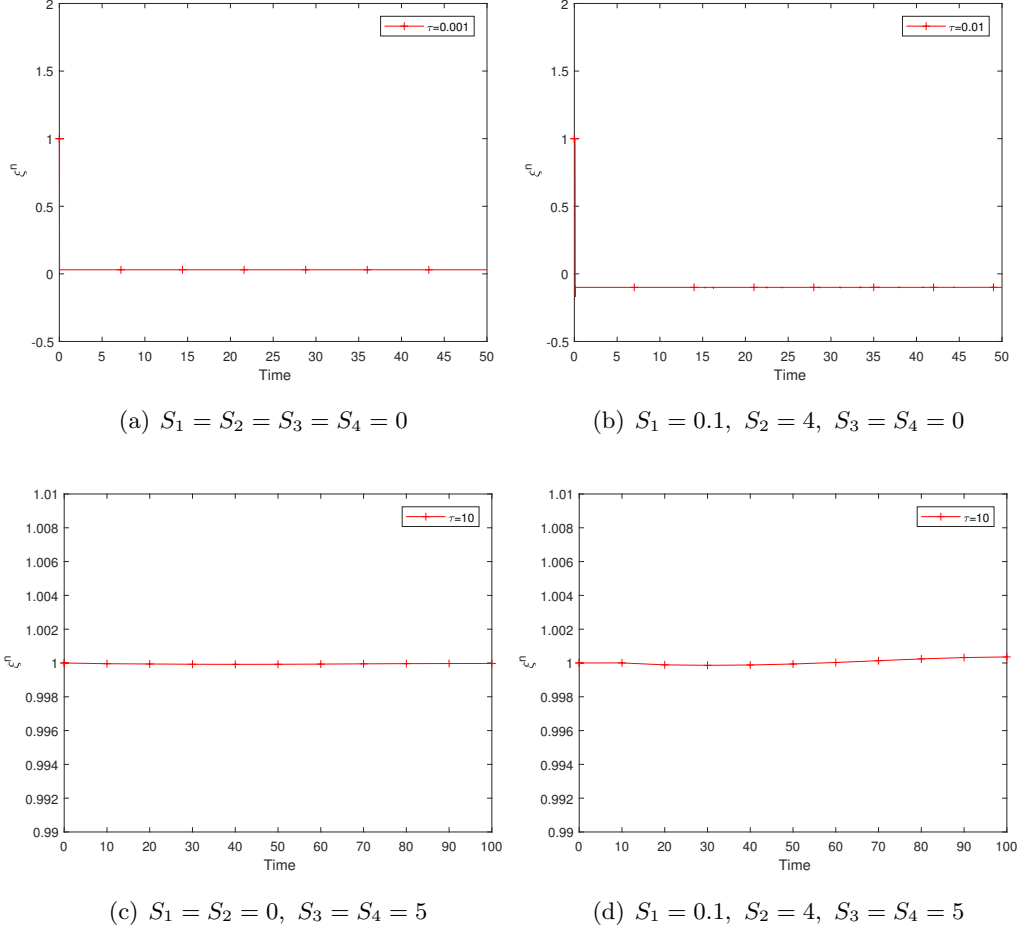 2
1.5
1
0.5
0
-0.5
ξⁿ
τ=0.001
0 5 10 15 20 25 30 35 40 45 50
Time
(a) S₁ = S₂ = S₃ = S₄ = 0
2
1.5
1
0.5
0
-0.5
ξⁿ
τ=0.01
0 5 10 15 20 25 30 35 40 45 50
Time
(b) S₁ = 0.1, S₂ = 4, S₃ = S₄ = 0
1.01
1.008
1.006
1.004
1.002
1
0.998
0.996
0.994
0.992
0.99
ξⁿ
τ=10
0 10 20 30 40 50 60 70 80 90 100
Time
(c) S₁ = S₂ = 0, S₃ = S₄ = 5
1.01
1.008
1.006
1.004
1.002
1
0.998
0.996
0.994
0.992
0.99
ξⁿ
τ=10
0 10 20 30 40 50 60 70 80 90 100
Time
(d) S₁ = 0.1, S₂ = 4, S₃ = S₄ = 5